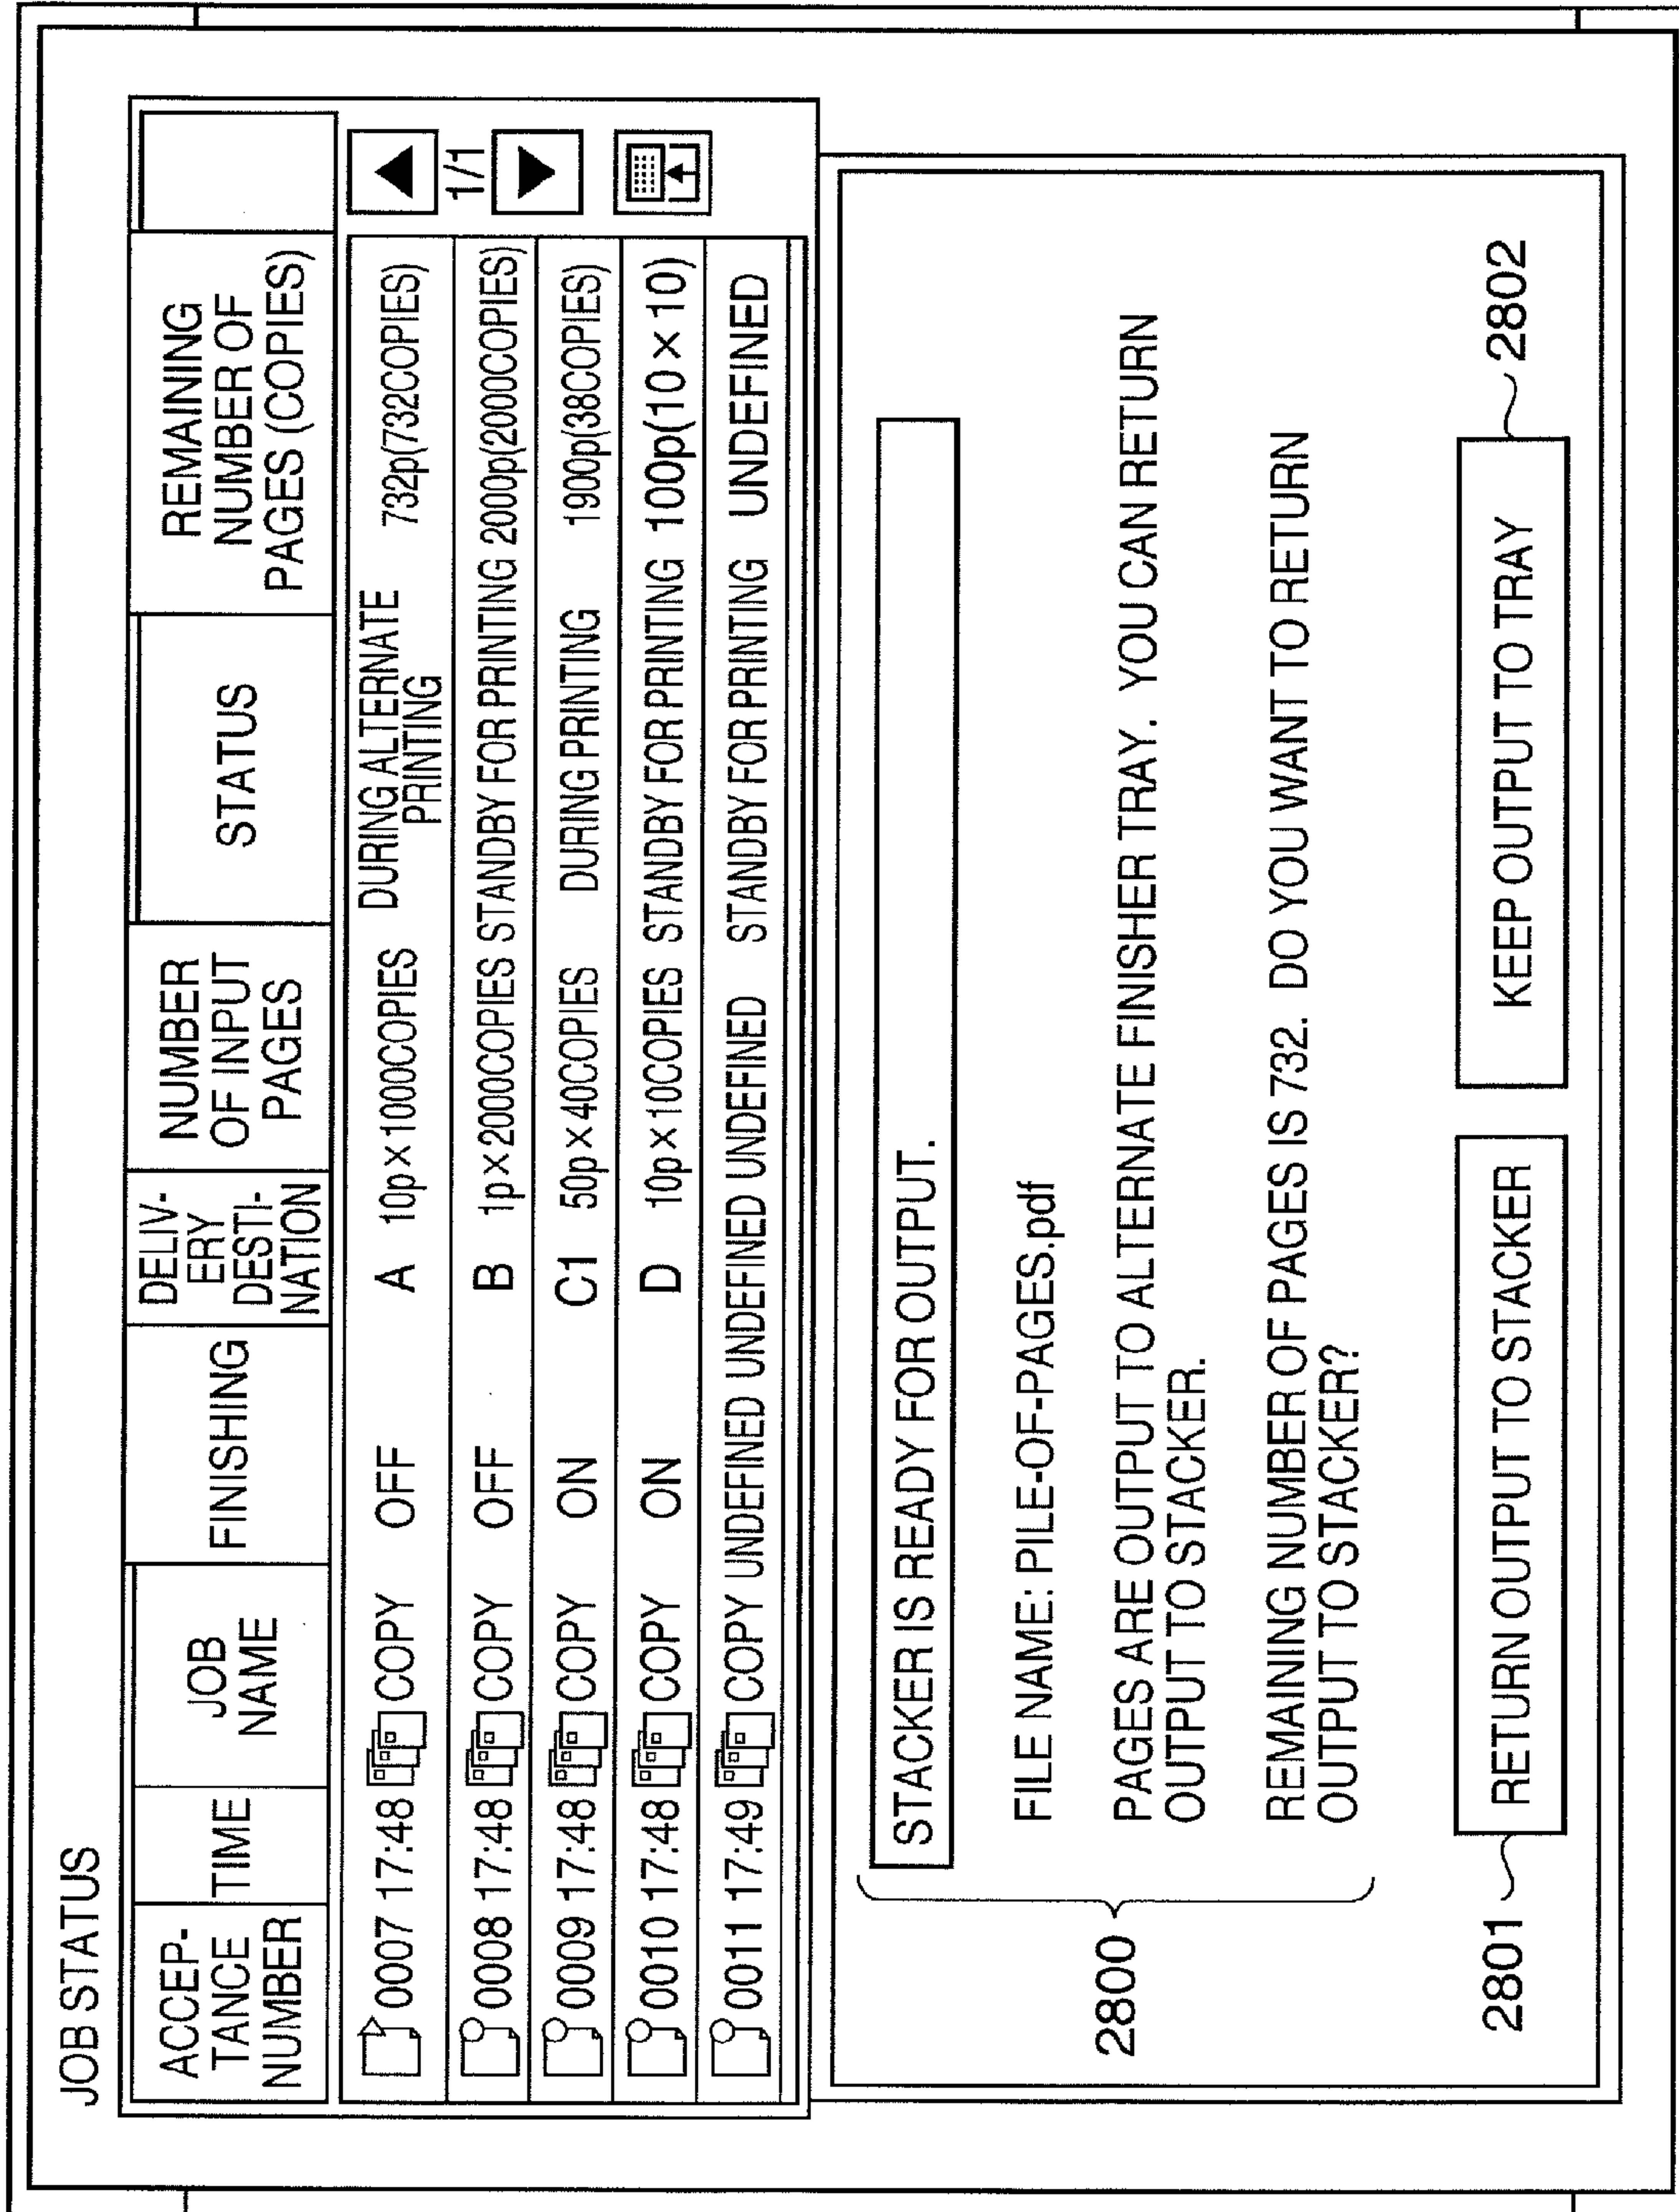 JOB STATUS
ACCEP-
TANCE
NUMBER
TIME
JOB
NAME
FINISHING
DELIV-
ERY
DESTI-
NATION
NUMBER
OF INPUT
PAGES
STATUS
REMAINING
NUMBER OF
PAGES (COPIES)
0007 17:48 COPY OFF A 10p×1000COPIES DURING ALTERNATE
PRINTING 732p(732COPIES)
0008 17:48 COPY OFF B 1p×2000COPIES STANDBY FOR PRINTING 2000p(2000COPIES)
0009 17:48 COPY ON C1 50p×40COPIES DURING PRINTING 1900p(38COPIES)
0010 17:48 COPY ON D 10p×10COPIES STANDBY FOR PRINTING 100p(10×10)
0011 17:49 COPY UNDEFINED UNDEFINED UNDEFINED STANDBY FOR PRINTING UNDEFINED
1/1
STACKER IS READY FOR OUTPUT.
FILE NAME: PILE-OF-PAGES.pdf
PAGES ARE OUTPUT TO ALTERNATE FINISHER TRAY. YOU CAN RETURN
OUTPUT TO STACKER.
REMAINING NUMBER OF PAGES IS 732. DO YOU WANT TO RETURN
OUTPUT TO STACKER?
2800
2801 RETURN OUTPUT TO STACKER KEEP OUTPUT TO TRAY 2802